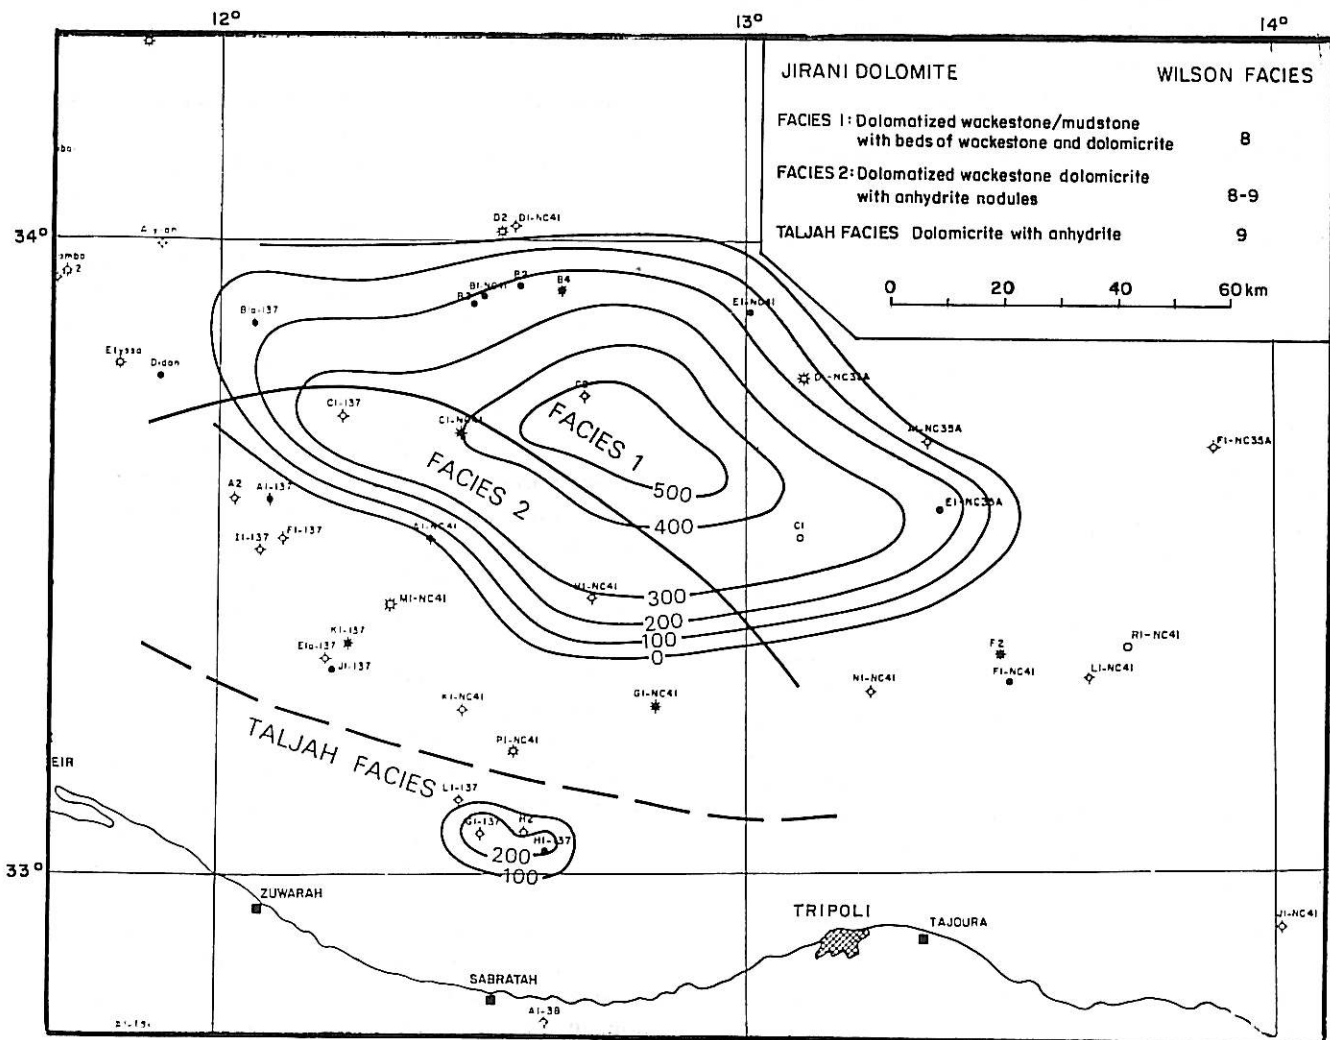 12° 13° 14°
JIRANI DOLOMITE WILSON FACIES
FACIES 1: Dolomatized wackestone/mudstone
with beds of wackestone and dolomicrite 8
FACIES 2: Dolomatized wackestone dolomicrite
with anhydrite nodules 8-9
TALJAH FACIES Dolomicrite with anhydrite 9
0 20 40 60 km
D2 D1-NC41
34°
2
B1-NC41 B2 B4
B3
E1-NC41
B1a-137
Elyssa Didon
D1-NC35A
C1-137
C1-NC41
FACIES 1
FACIES 2
A1-NC35A
F1-NC35A
500
400
A2 A1-137
E1-NC35A
F1-137
A1-NC41
C1
H1-NC41
300
200
100
0
M1-NC41
K1-137
J1-137
F2
R1-NC41
F1-NC41
L1-NC41
N1-NC41
K1-NC41
G1-NC41
P1-NC41
TALJAH FACIES
EIR
L1-137
G1-137 H2
H1-137
200
100
33°
ZUWARAH
TRIPOLI
TAJOURA
J1-NC41
SABRATAH
A1-38